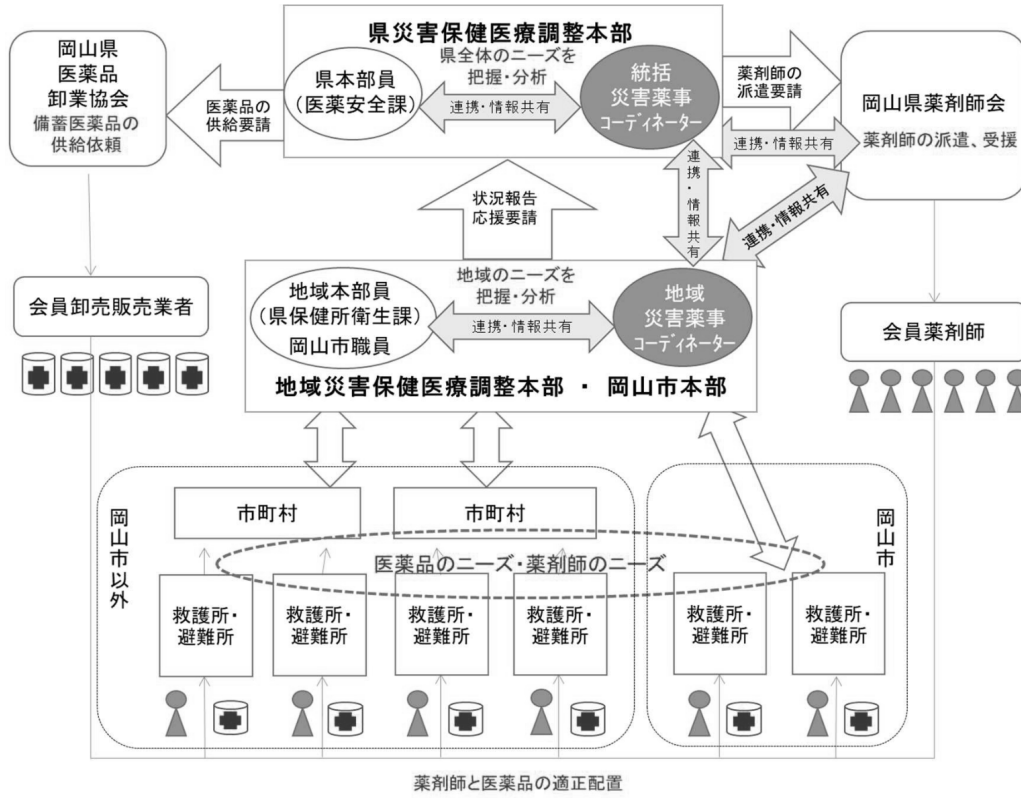 県災害保健医療調整本部
岡山県
医薬品
卸業協会
備蓄医薬品の
供給依頼
医薬品の
供給要請
県本部員
（医薬安全課）
県全体のニーズを
把握・分析
連携・情報共有
統括
災害薬事
コーディネーター
薬剤師の
派遣要請
連携・情報共有
岡山県薬剤師会
薬剤師の派遣、受援
状況報告
応援要請
連携・情報共有
連携・情報共有
会員卸売販売業者
地域本部員
（県保健所衛生課）
岡山市職員
地域のニーズを
把握・分析
連携・情報共有
地域
災害薬事
コーディネーター
地域災害保健医療調整本部 ・ 岡山市本部
会員薬剤師
岡山市以外
市町村
市町村
岡山市
医薬品のニーズ・薬剤師のニーズ
救護所・
避難所
救護所・
避難所
救護所・
避難所
救護所・
避難所
救護所・
避難所
救護所・
避難所
薬剤師と医薬品の適正配置